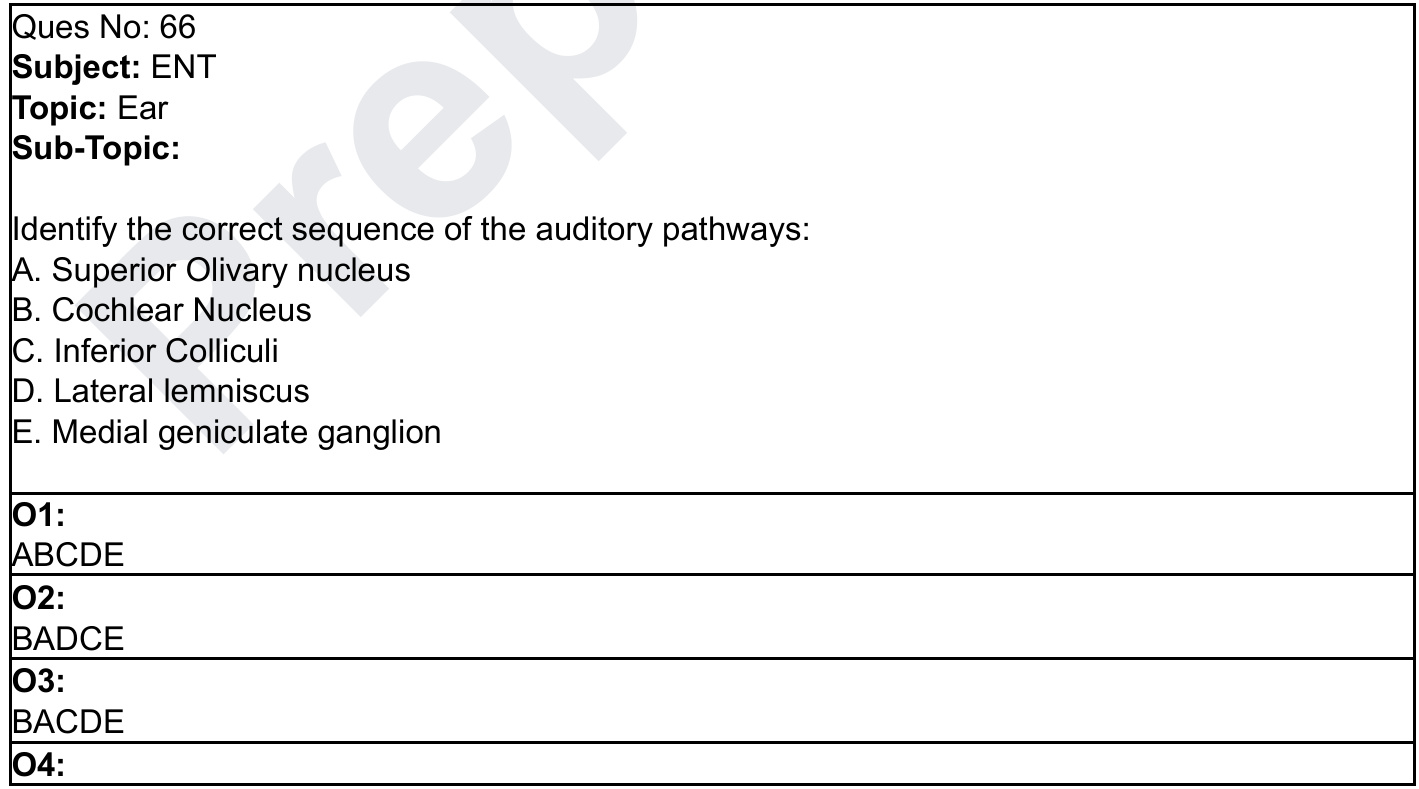 Ques No: 66
Subject: ENT
Topic: Ear
Sub-Topic:
Identify the correct sequence of the auditory pathways:
A. Superior Olivary nucleus
B. Cochlear Nucleus
C. Inferior Colliculi
D. Lateral lemniscus
E. Medial geniculate ganglion
O1:
ABCDE
O2:
BADCE
O3:
BACDE
O4:
Prep